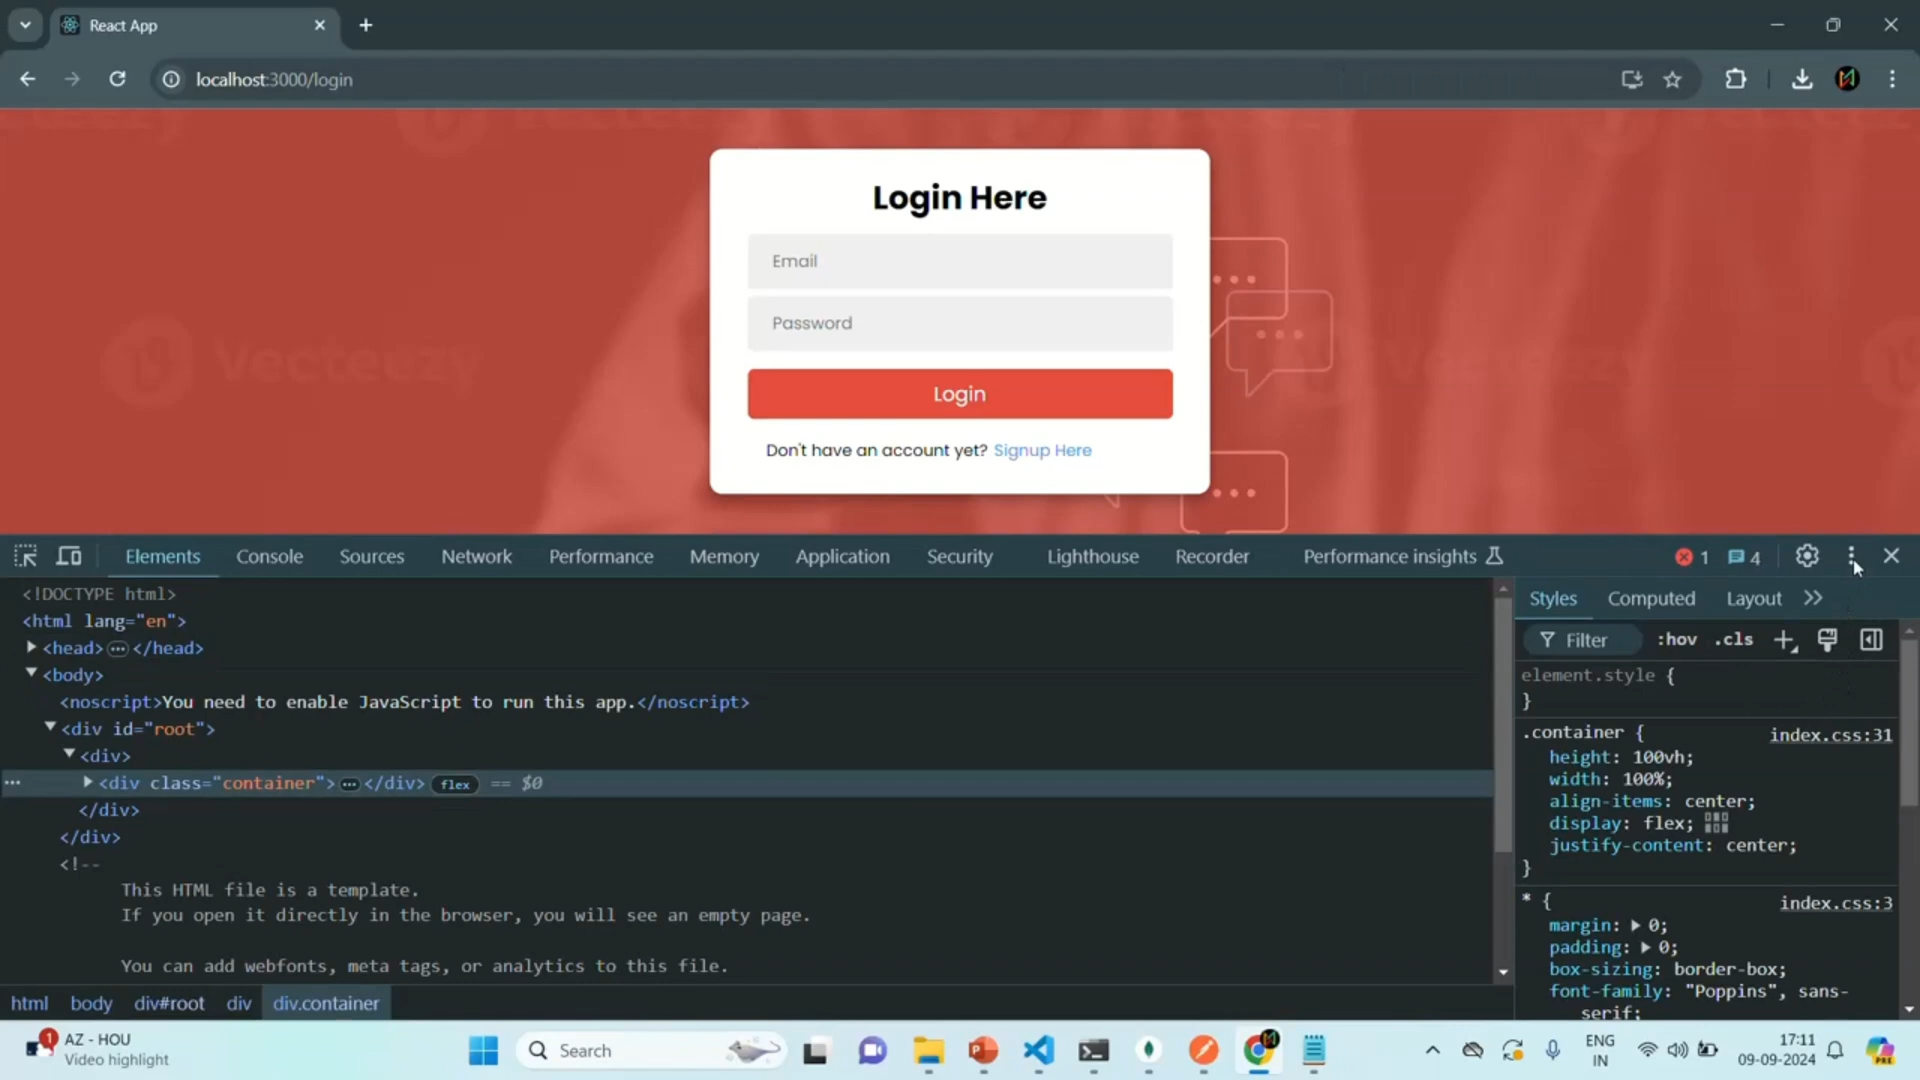 React App
localhost:3000/login
Vecteezy
Login Here
Email
Password
Login
Don't have an account yet? Signup Here
Elements Console Sources Network Performance Memory Application Security Lighthouse Recorder Performance insights 1 4
<!DOCTYPE html>
<html lang="en">
<head> ⋯ </head>
<body>
<noscript>You need to enable JavaScript to run this app.</noscript>
<div id="root">
<div>
<div class="container"> ⋯ </div> flex == $0
</div>
</div>
<!--
This HTML file is a template.
If you open it directly in the browser, you will see an empty page.
You can add webfonts, meta tags, or analytics to this file.
html body div#root div div.container
Styles Computed Layout
Filter :hov .cls
element.style {
}
.container { index.css:31
height: 100vh;
width: 100%;
align-items: center;
display: flex;
justify-content: center;
}
* { index.css:3
margin: 0;
padding: 0;
box-sizing: border-box;
font-family: "Poppins", sans-
serif;
1
AZ - HOU
Video highlight
Search
ENG
IN
17:11
09-09-2024
PRE